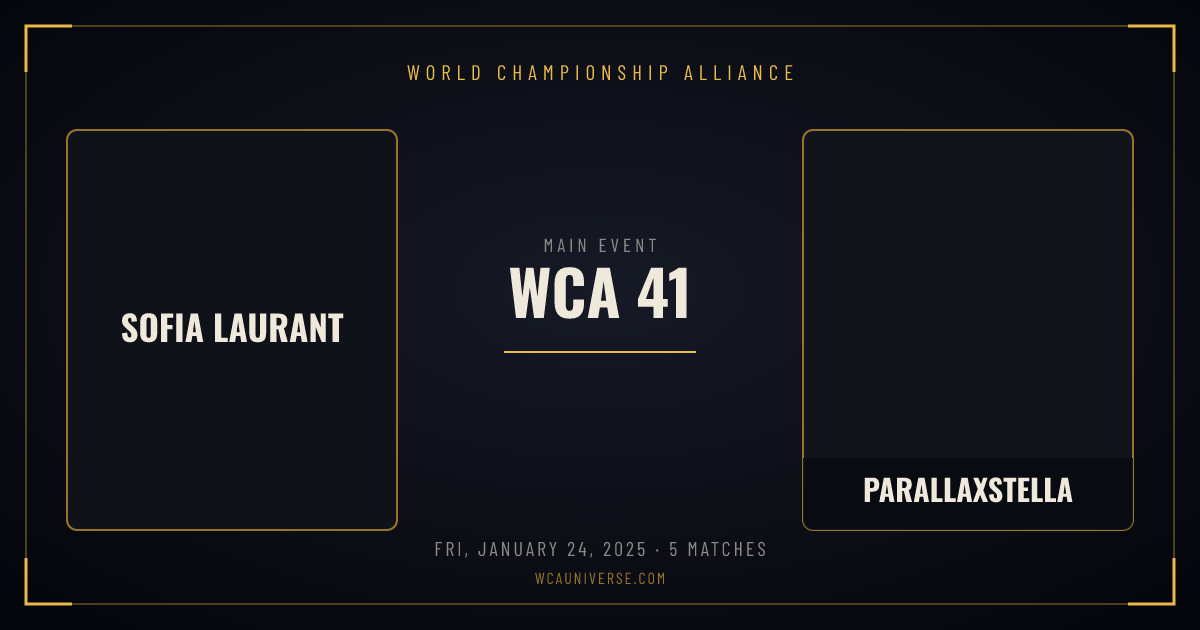 WORLD CHAMPIONSHIP ALLIANCE
SOFIA LAURANT
MAIN EVENT
WCA 41
PARALLAXSTELLA
FRI, JANUARY 24, 2025 · 5 MATCHES
WCAUNIVERSE.COM